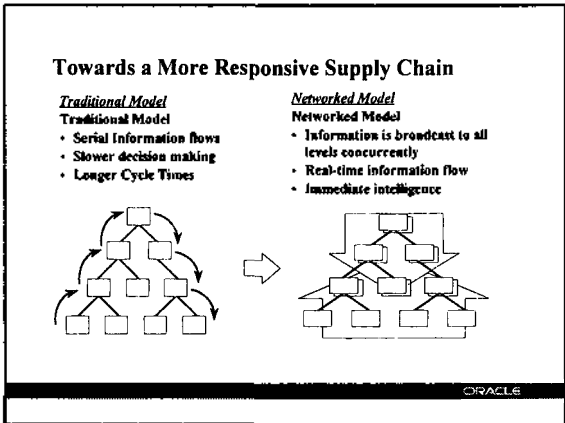 Towards a More Responsive Supply Chain
Traditional Model
Traditional Model
• Serial Information flows
• Slower decision making
• Longer Cycle Times
Networked Model
Networked Model
• Information is broadcast to all
levels concurrently
• Real-time information flow
• Immediate intelligence
ORACLE